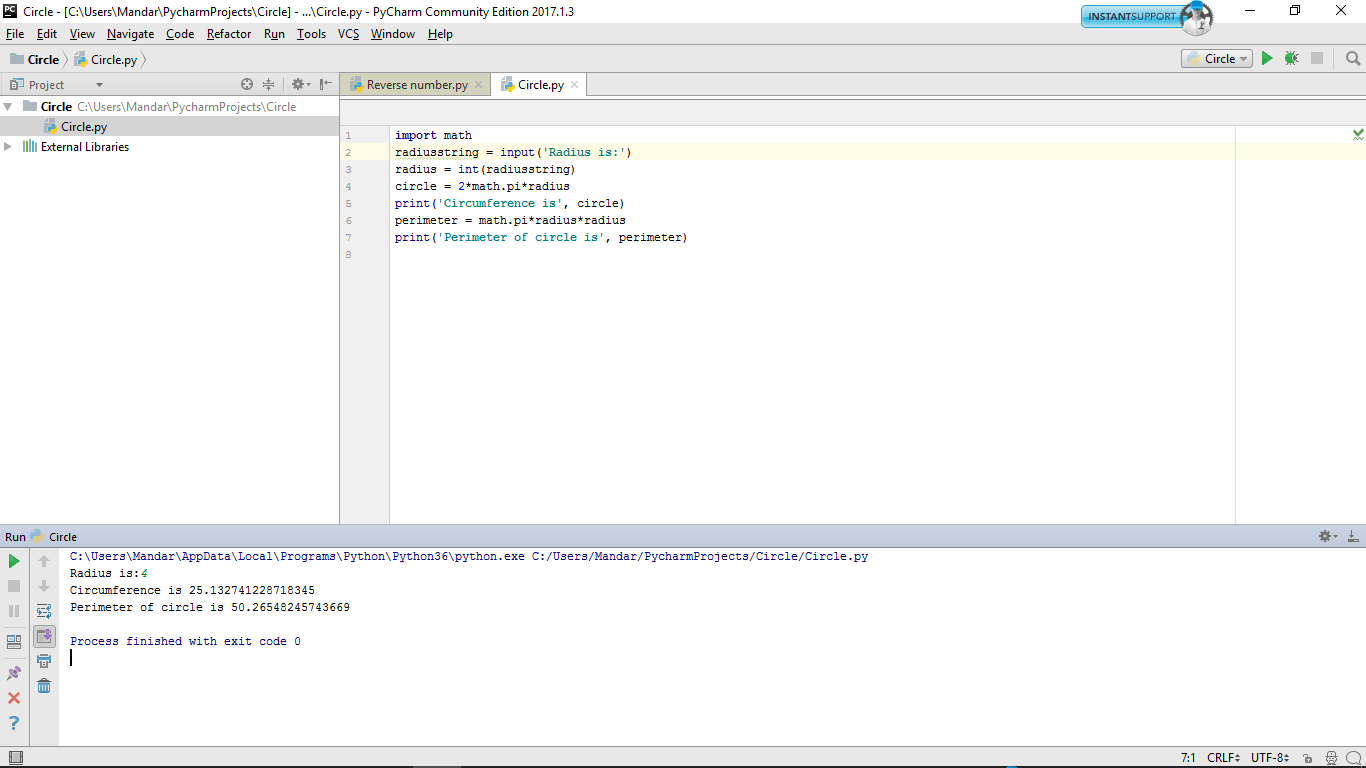 Circle - [C:\Users\Mandar\PycharmProjects\Circle] - ...\Circle.py - PyCharm Community Edition 2017.1.3
INSTANTSUPPORT
File Edit View Navigate Code Refactor Run Tools VCS Window Help
Circle Circle.py
Circle
Project
Reverse number.py Circle.py
Circle C:\Users\Mandar\PycharmProjects\Circle
Circle.py
External Libraries
1 import math
2 radiusstring = input('Radius is:')
3 radius = int(radiusstring)
4 circle = 2*math.pi*radius
5 print('Circumference is', circle)
6 perimeter = math.pi*radius*radius
7 print('Perimeter of circle is', perimeter)
8
Run Circle
C:\Users\Mandar\AppData\Local\Programs\Python\Python36\python.exe C:/Users/Mandar/PycharmProjects/Circle/Circle.py
Radius is:4
Circumference is 25.132741228718345
Perimeter of circle is 50.26548245743669
Process finished with exit code 0
7:1 CRLF UTF-8